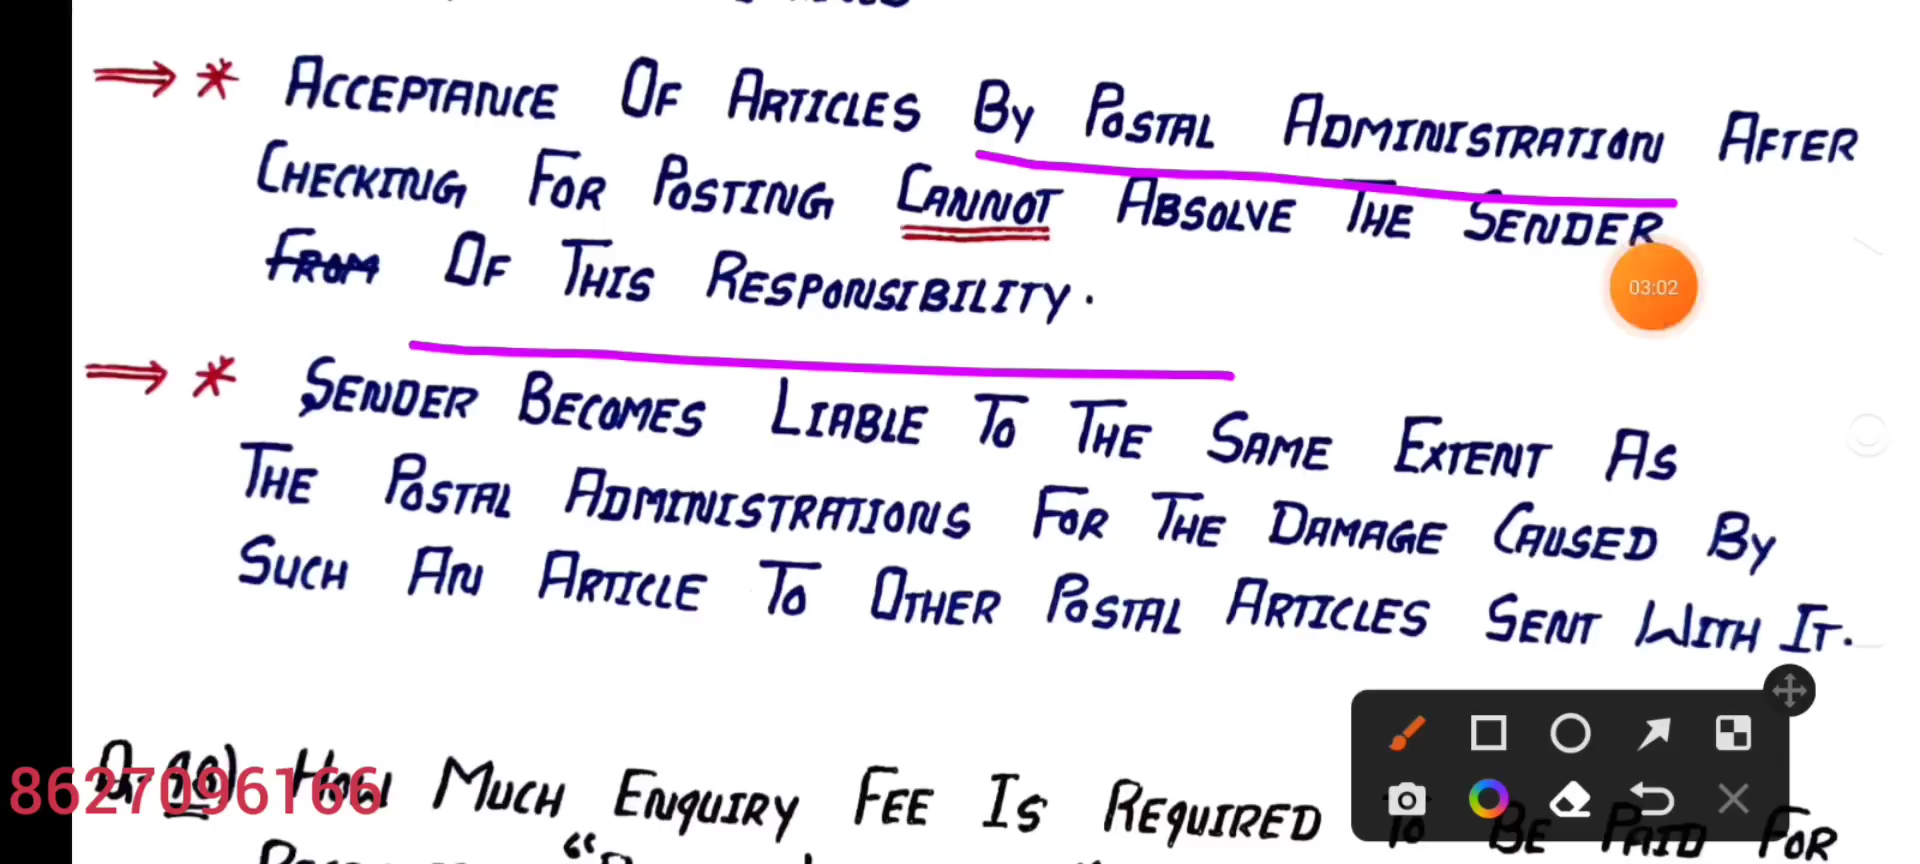 ⇒ * ACCEPTANCE OF ARTICLES BY POSTAL ADMINISTRATION AFTER
CHECKING FOR POSTING CANNOT ABSOLVE THE SENDER
FROM OF THIS RESPONSIBILITY.
03:02
⇒ * SENDER BECOMES LIABLE TO THE SAME EXTENT AS
THE POSTAL ADMINISTRATIONS FOR THE DAMAGE CAUSED BY
SUCH AN ARTICLE TO OTHER POSTAL ARTICLES SENT WITH IT.
HOW MUCH ENQUIRY FEE IS REQUIRED TO BE PAID FOR
8627096166